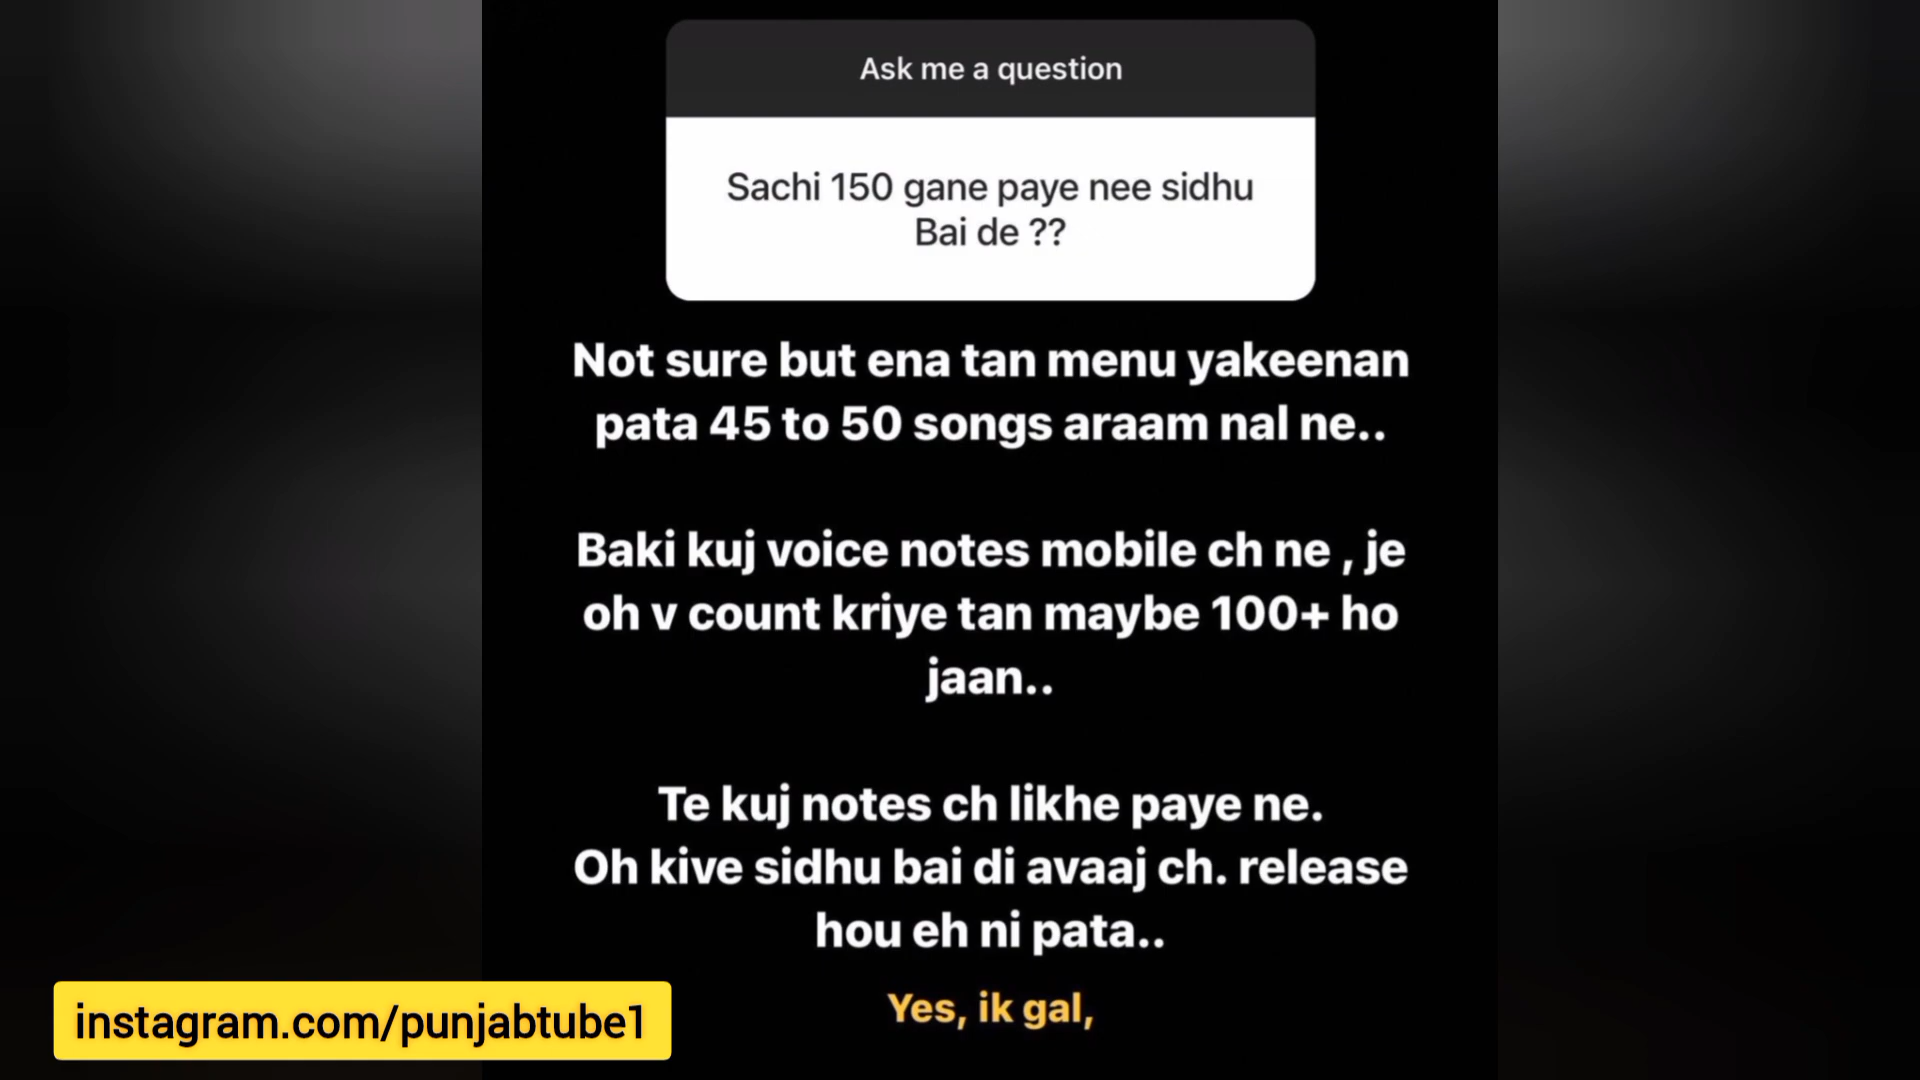 Ask me a question
Sachi 150 gane paye nee sidhu
Bai de ??
Not sure but ena tan menu yakeenan
pata 45 to 50 songs araam nal ne..
Baki kuj voice notes mobile ch ne , je
oh v count kriye tan maybe 100+ ho
jaan..
Te kuj notes ch likhe paye ne.
Oh kive sidhu bai di avaaj ch. release
hou eh ni pata..
Yes, ik gal,
instagram.com/punjabtube1